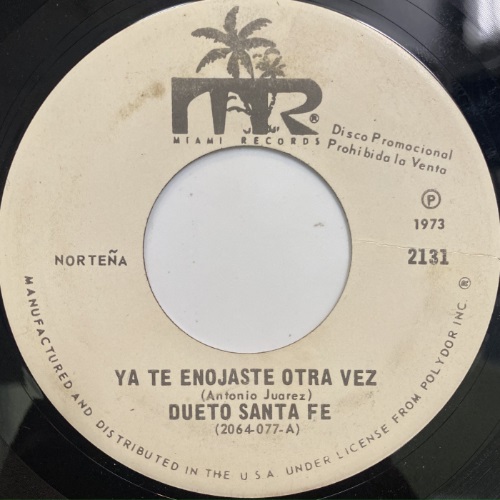 MR®
MIAMI RECORDS
Disco Promocional
Prohibida la Venta
Ⓟ
1973
NORTEÑA
2131
YA TE ENOJASTE OTRA VEZ
(Antonio Juarez)
DUETO SANTA FE
(2064-077-A)
MANUFACTURED AND DISTRIBUTED IN THE U.S.A. UNDER LICENSE FROM POLYDOR INC.®